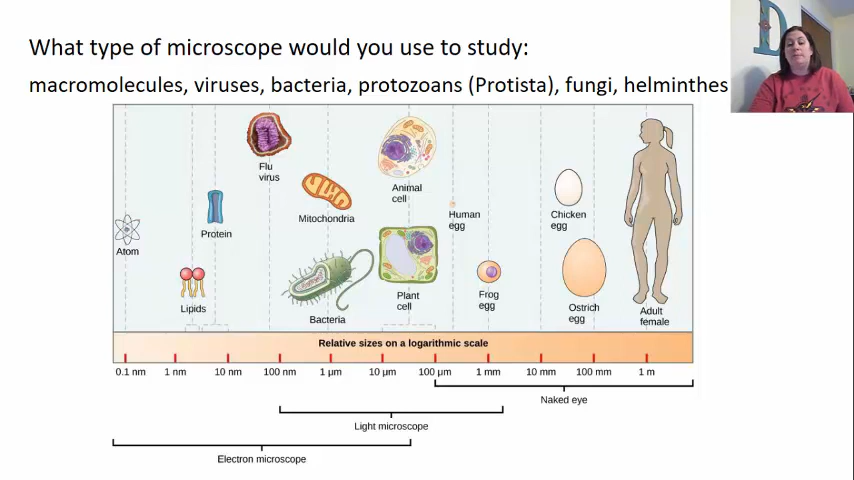 What type of microscope would you use to study:
macromolecules, viruses, bacteria, protozoans (Protista), fungi, helminthes
D
Flu
virus
Animal
cell
Mitochondria
Human
egg
Chicken
egg
Protein
Atom
Lipids
Bacteria
Plant
cell
Frog
egg
Ostrich
egg
Adult
female
Relative sizes on a logarithmic scale
0.1 nm 1 nm 10 nm 100 nm 1 µm 10 µm 100 µm 1 mm 10 mm 100 mm 1 m
Naked eye
Light microscope
Electron microscope